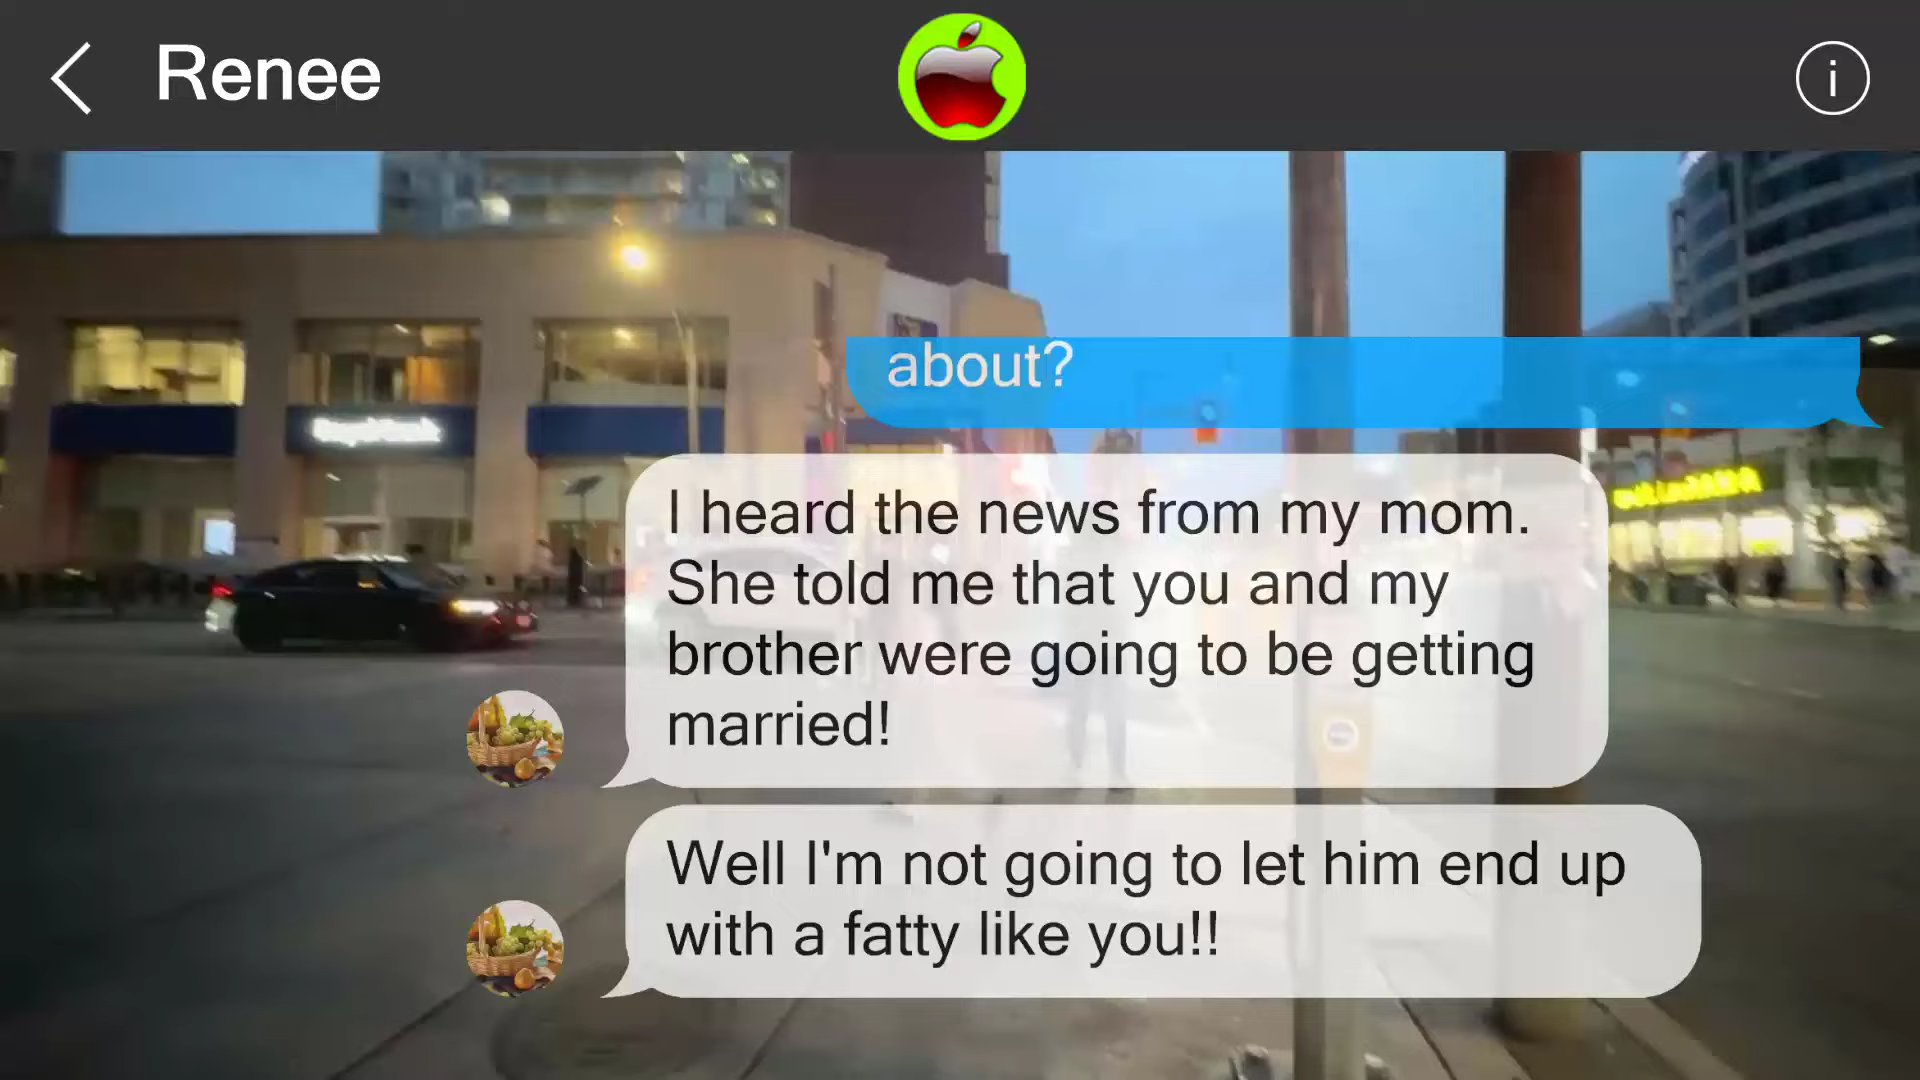 Renee
i
about?
I heard the news from my mom.
She told me that you and my
brother were going to be getting
married!
Well I'm not going to let him end up
with a fatty like you!!